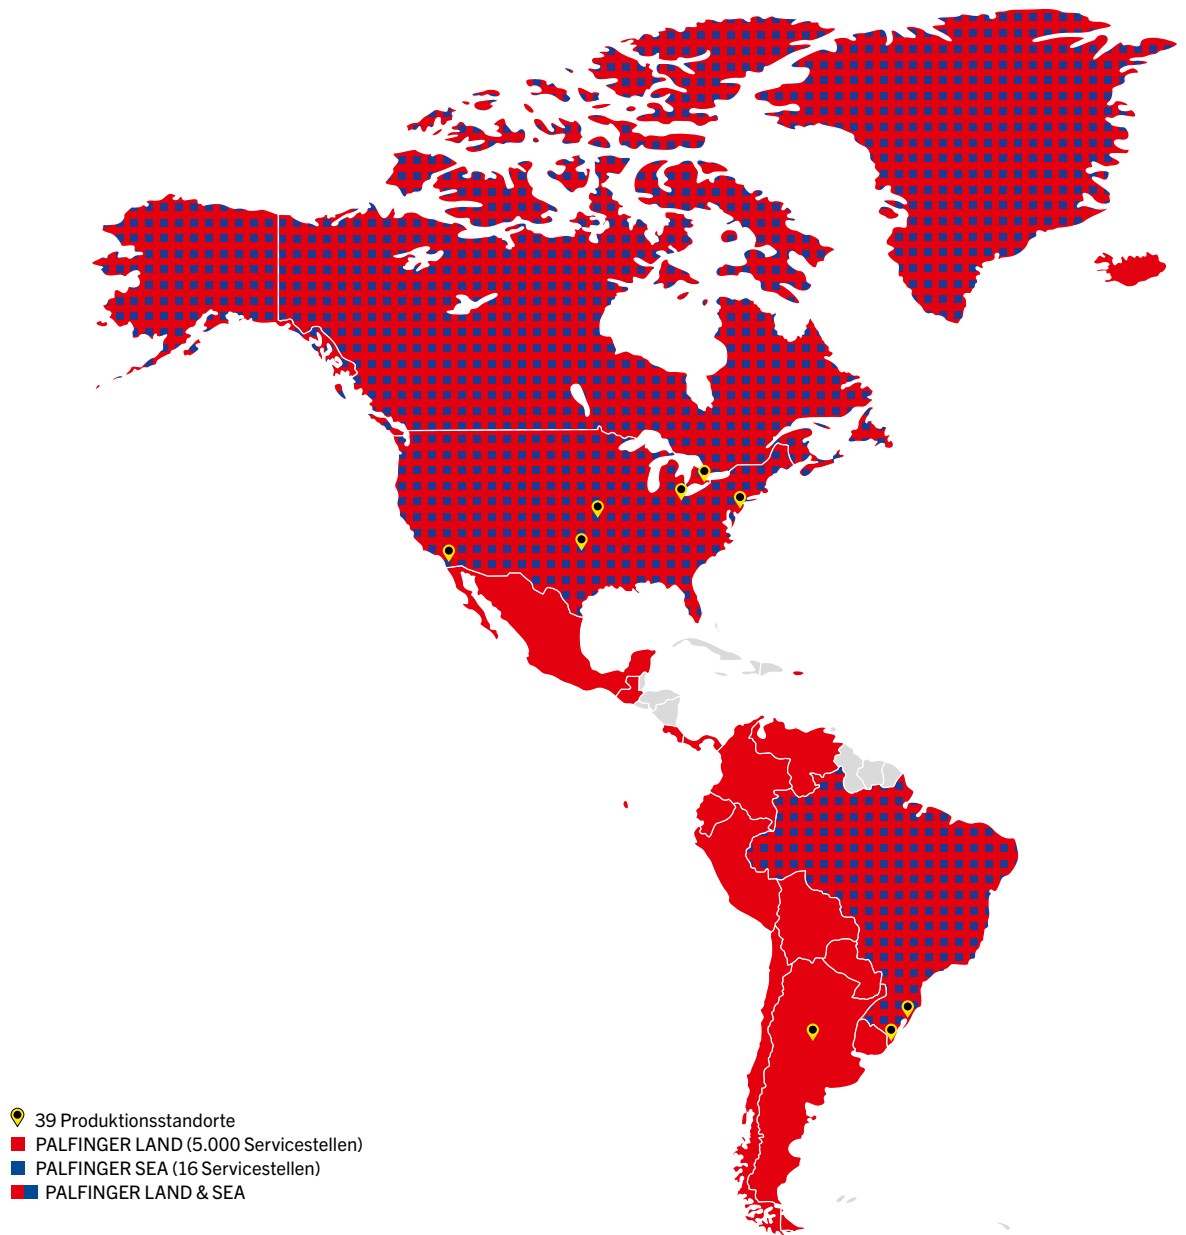 39 Produktionsstandorte
PALFINGER LAND (5.000 Servicestellen)
PALFINGER SEA (16 Servicestellen)
PALFINGER LAND & SEA